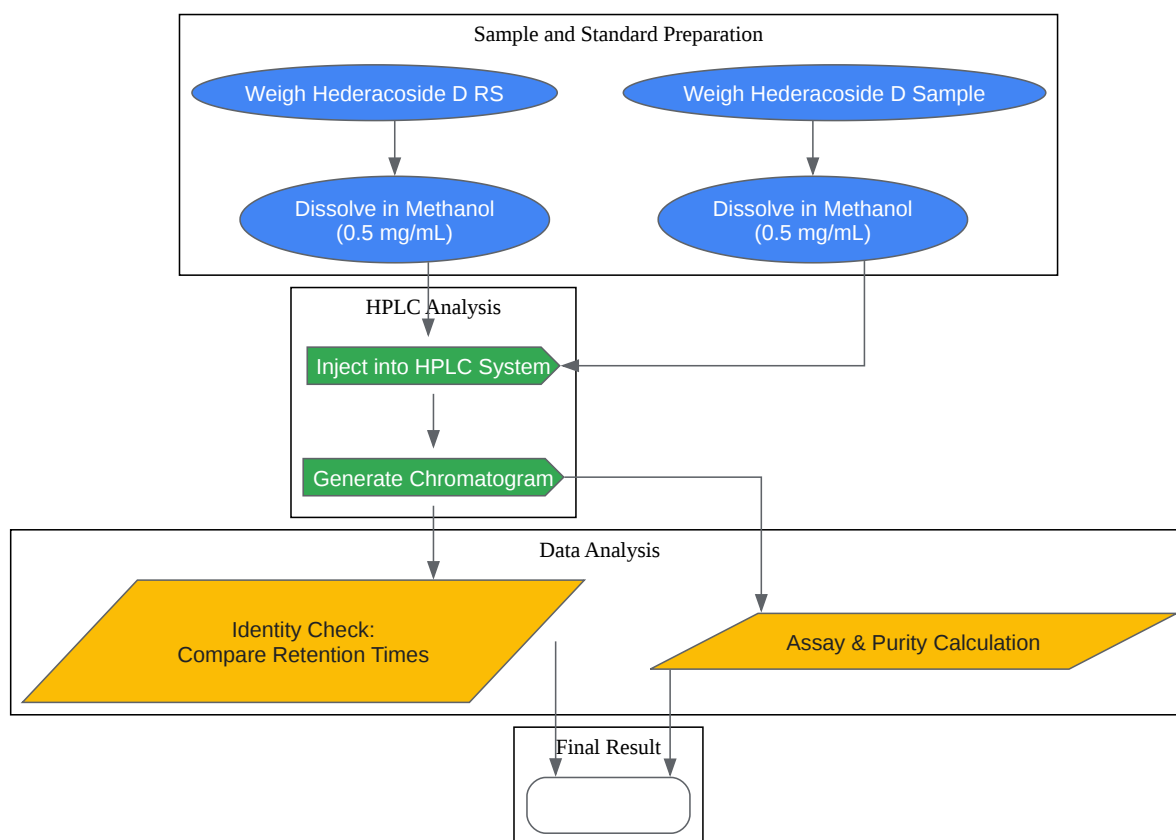 Sample and Standard Preparation
Weigh Hederacoside D RS
Weigh Hederacoside D Sample
Dissolve in Methanol
(0.5 mg/mL)
Dissolve in Methanol
(0.5 mg/mL)
HPLC Analysis
Inject into HPLC System
Generate Chromatogram
Data Analysis
Identity Check:
Compare Retention Times
Assay & Purity Calculation
Final Result